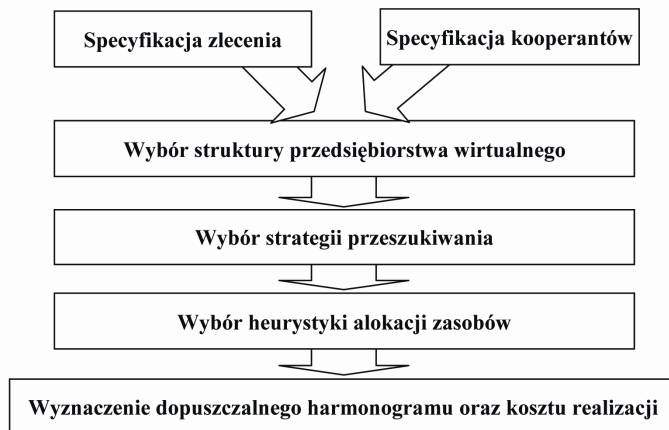 Specyfikacja zlecenia
Specyfikacja kooperantów
Wybór struktury przedsiębiorstwa wirtualnego
Wybór strategii przeszukiwania
Wybór heurystyki alokacji zasobów
Wyznaczenie dopuszczalnego harmonogramu oraz kosztu realizacji